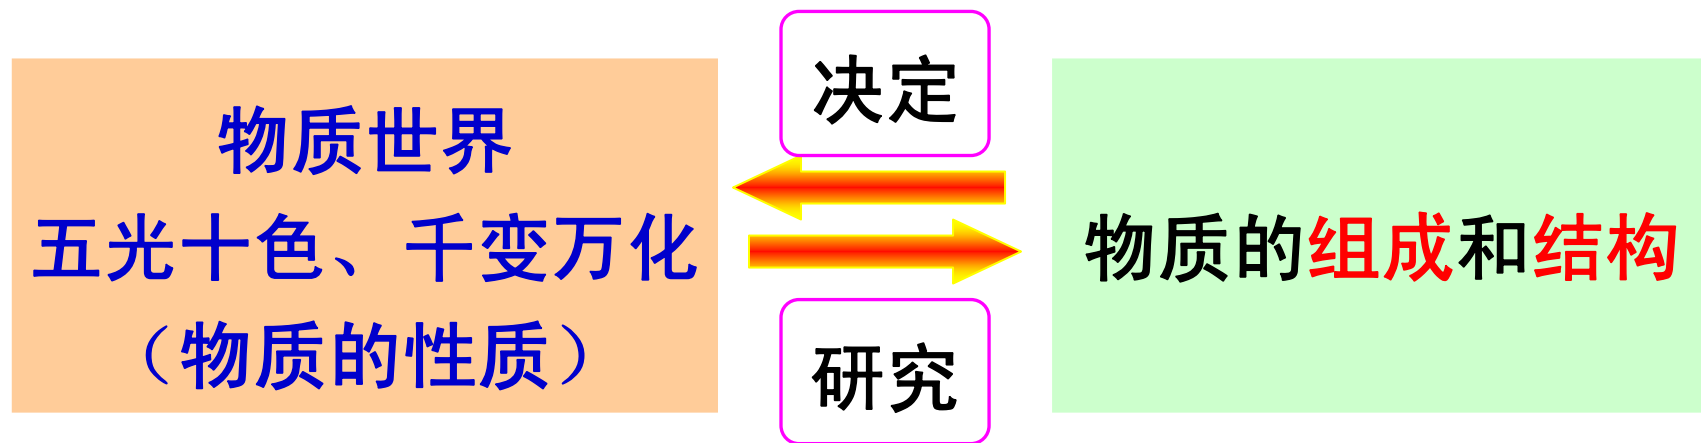 决定
物质世界
五光十色、千变万化
（物质的性质）
物质的组成和结构
研究